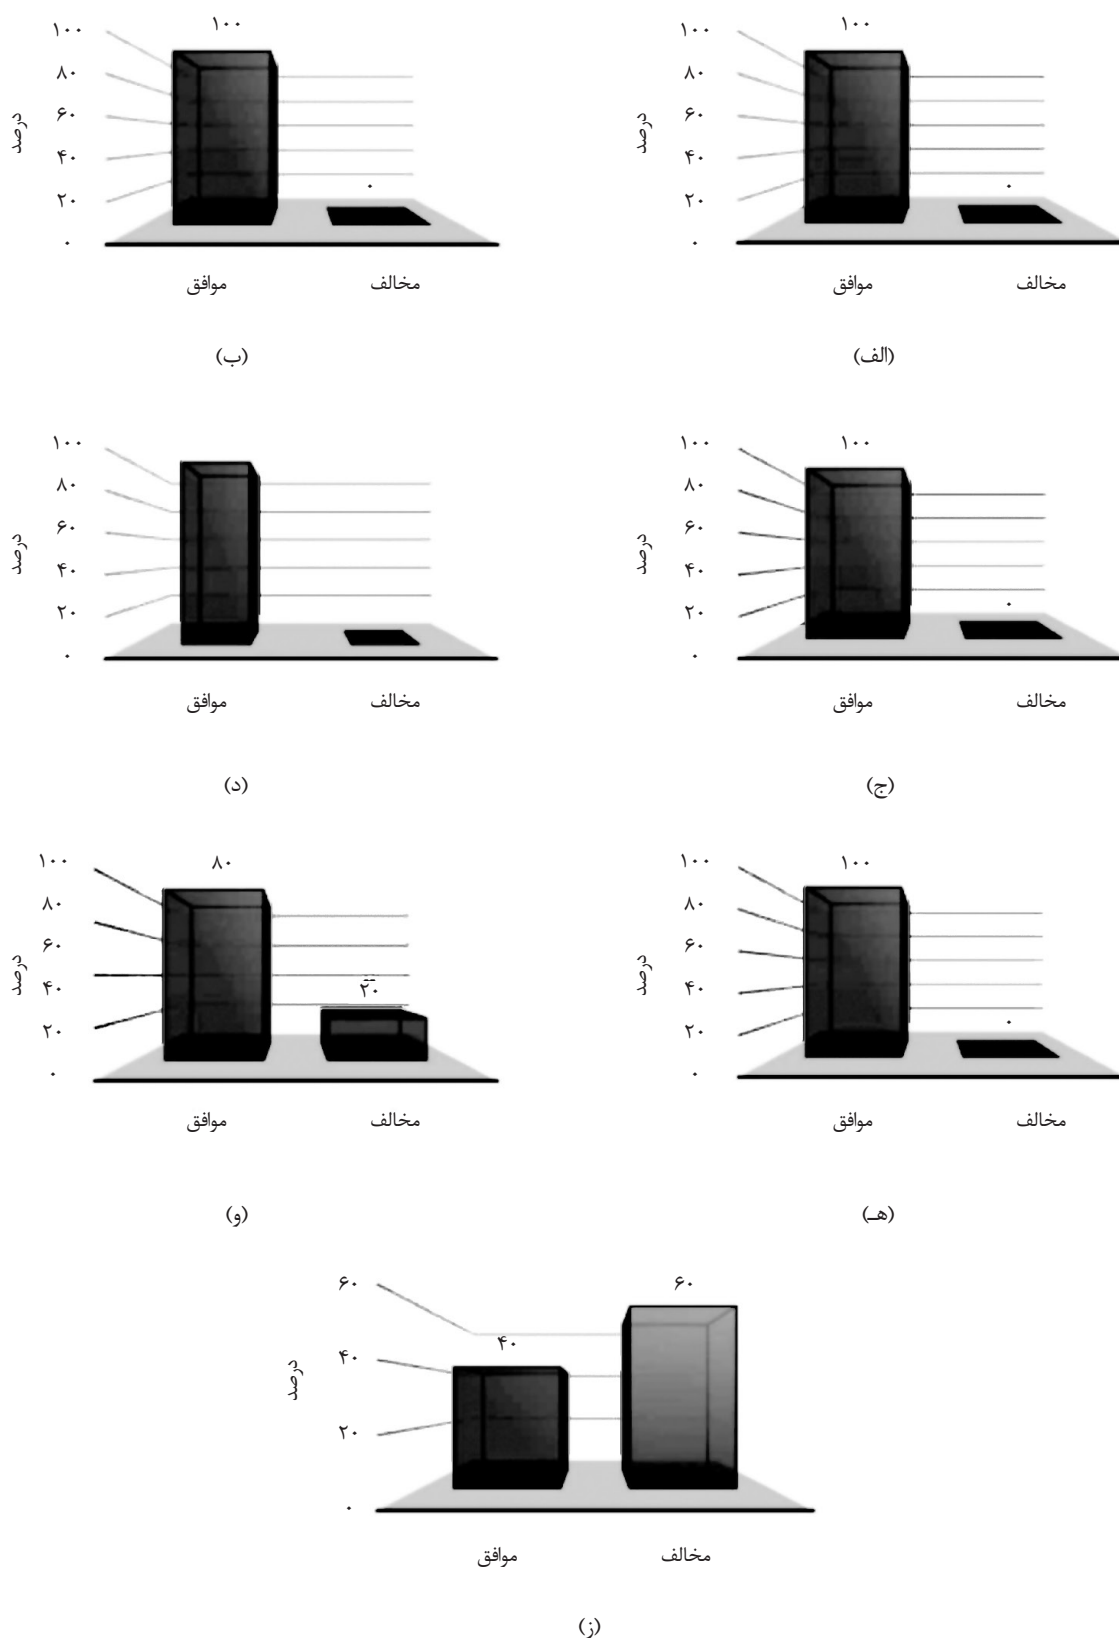 ۱۰۰
۸۰
۶۰
۴۰
۲۰
۰
درصد
۱۰۰
۰
موافق
مخالف
(الف)
۱۰۰
۸۰
۶۰
۴۰
۲۰
۰
درصد
۱۰۰
۰
موافق
مخالف
(ب)
۱۰۰
۸۰
۶۰
۴۰
۲۰
۰
درصد
۱۰۰
۰
موافق
مخالف
(ج)
۱۰۰
۸۰
۶۰
۴۰
۲۰
۰
درصد
موافق
مخالف
(د)
۱۰۰
۸۰
۶۰
۴۰
۲۰
۰
درصد
۱۰۰
۰
موافق
مخالف
(هـ)
۱۰۰
۸۰
۶۰
۴۰
۲۰
۰
درصد
۸۰
۲۰
موافق
مخالف
(و)
۶۰
۴۰
۲۰
۰
درصد
۴۰
۶۰
موافق
مخالف
(ز)